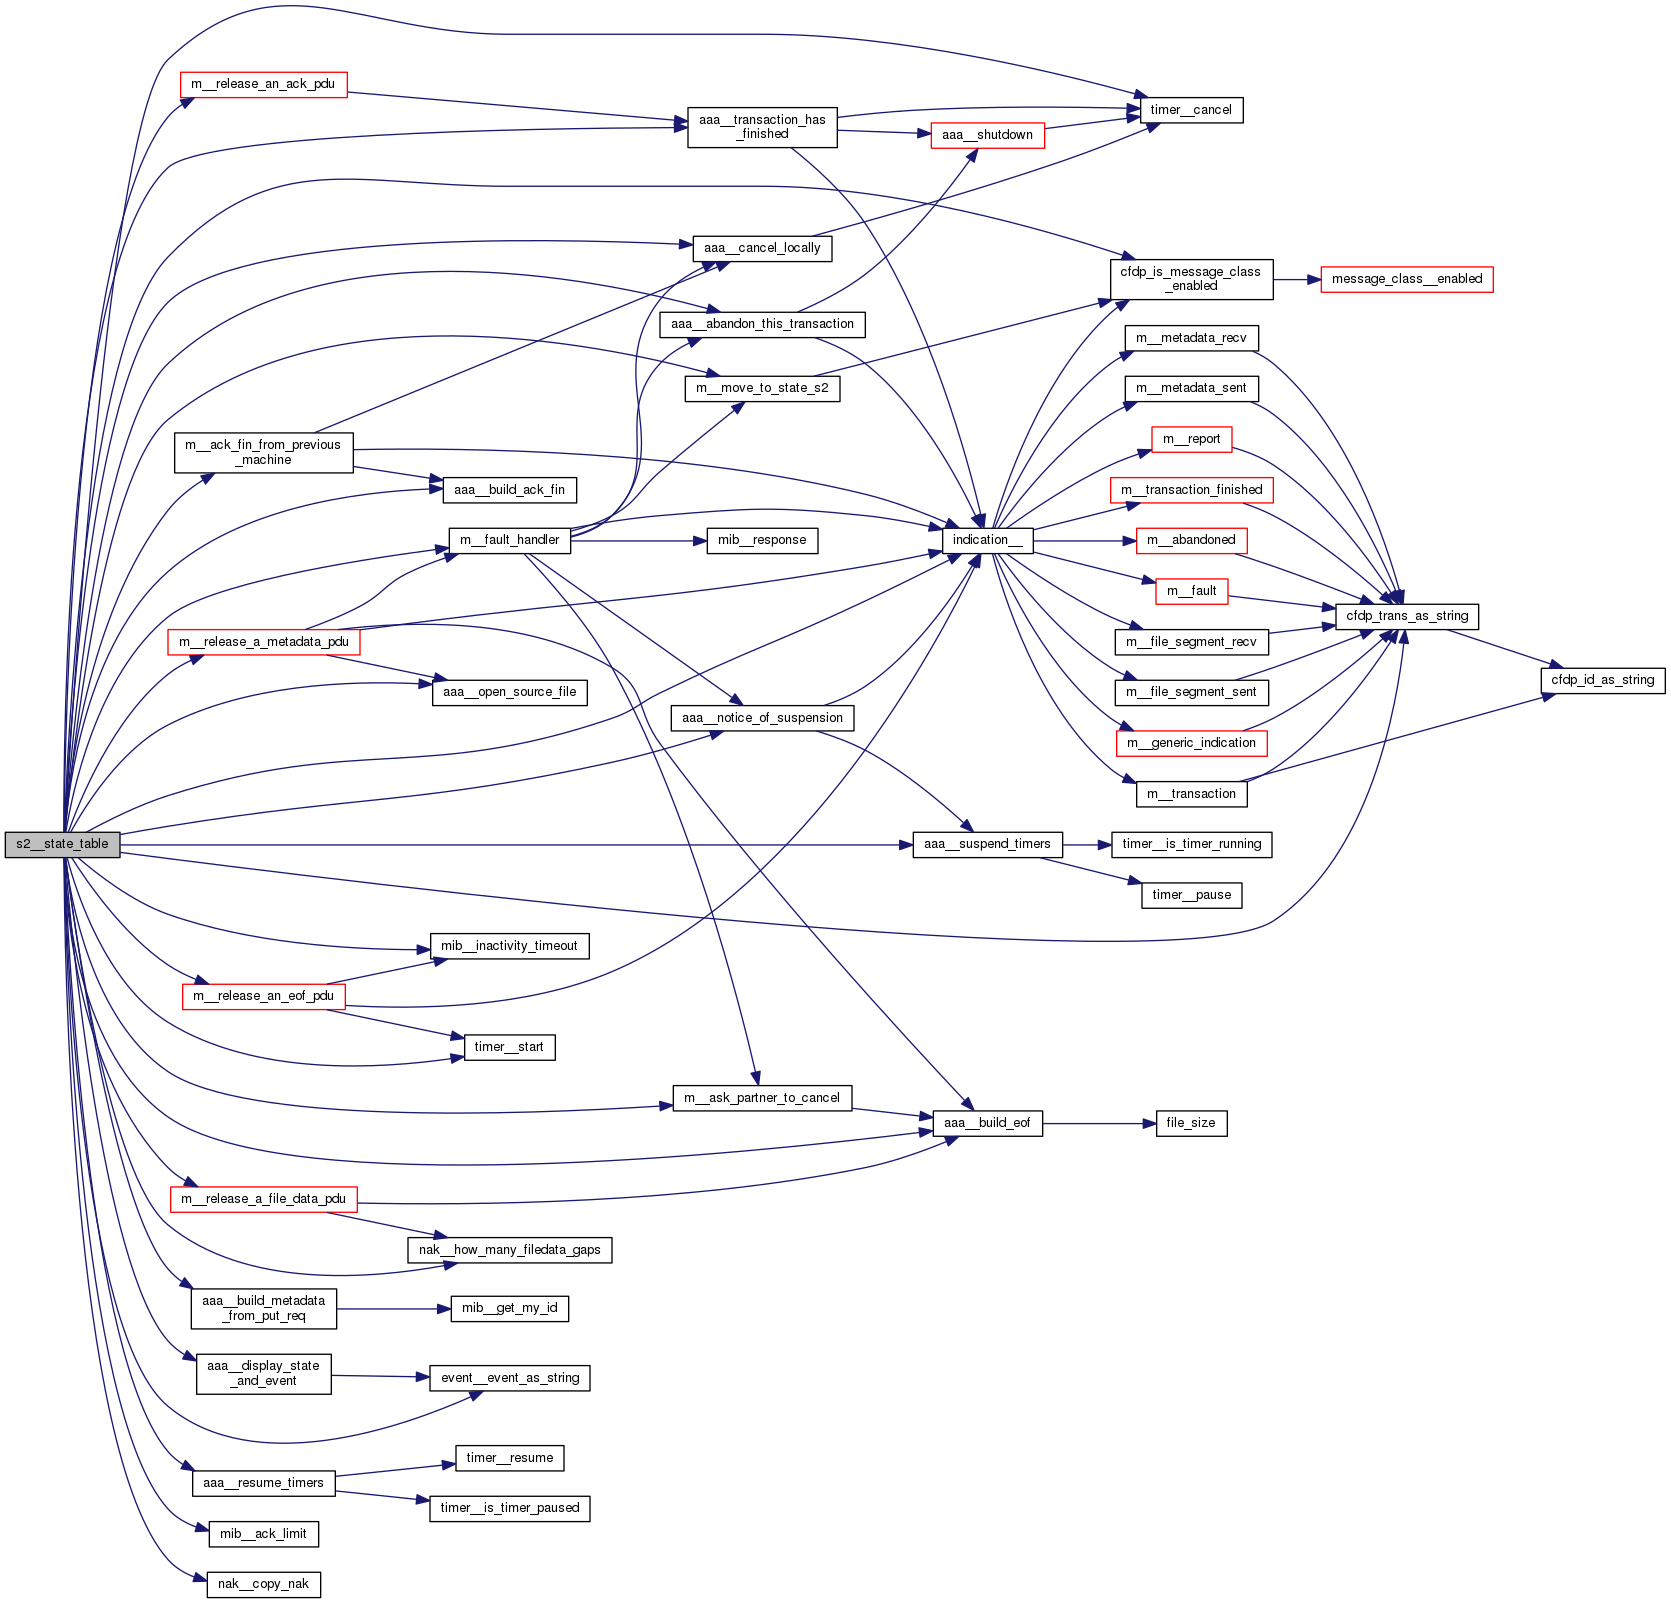 m__release_an_ack_pdu
timer__cancel
aaa__transaction_has
_finished
aaa__shutdown
aaa__cancel_locally
cfdp_is_message_class
_enabled
message_class__enabled
aaa__abandon_this_transaction
m__metadata_recv
m__move_to_state_s2
m__metadata_sent
m__ack_fin_from_previous
_machine
m__report
aaa__build_ack_fin
m__transaction_finished
m__fault_handler
mib__response
indication__
m__abandoned
m__fault
cfdp_trans_as_string
m__release_a_metadata_pdu
m__file_segment_recv
aaa__open_source_file
m__file_segment_sent
cfdp_id_as_string
aaa__notice_of_suspension
m__generic_indication
m__transaction
s2__state_table
aaa__suspend_timers
timer__is_timer_running
timer__pause
mib__inactivity_timeout
m__release_an_eof_pdu
timer__start
m__ask_partner_to_cancel
aaa__build_eof
file_size
m__release_a_file_data_pdu
nak__how_many_filedata_gaps
aaa__build_metadata
_from_put_req
mib__get_my_id
aaa__display_state
_and_event
event__event_as_string
timer__resume
aaa__resume_timers
timer__is_timer_paused
mib__ack_limit
nak__copy_nak